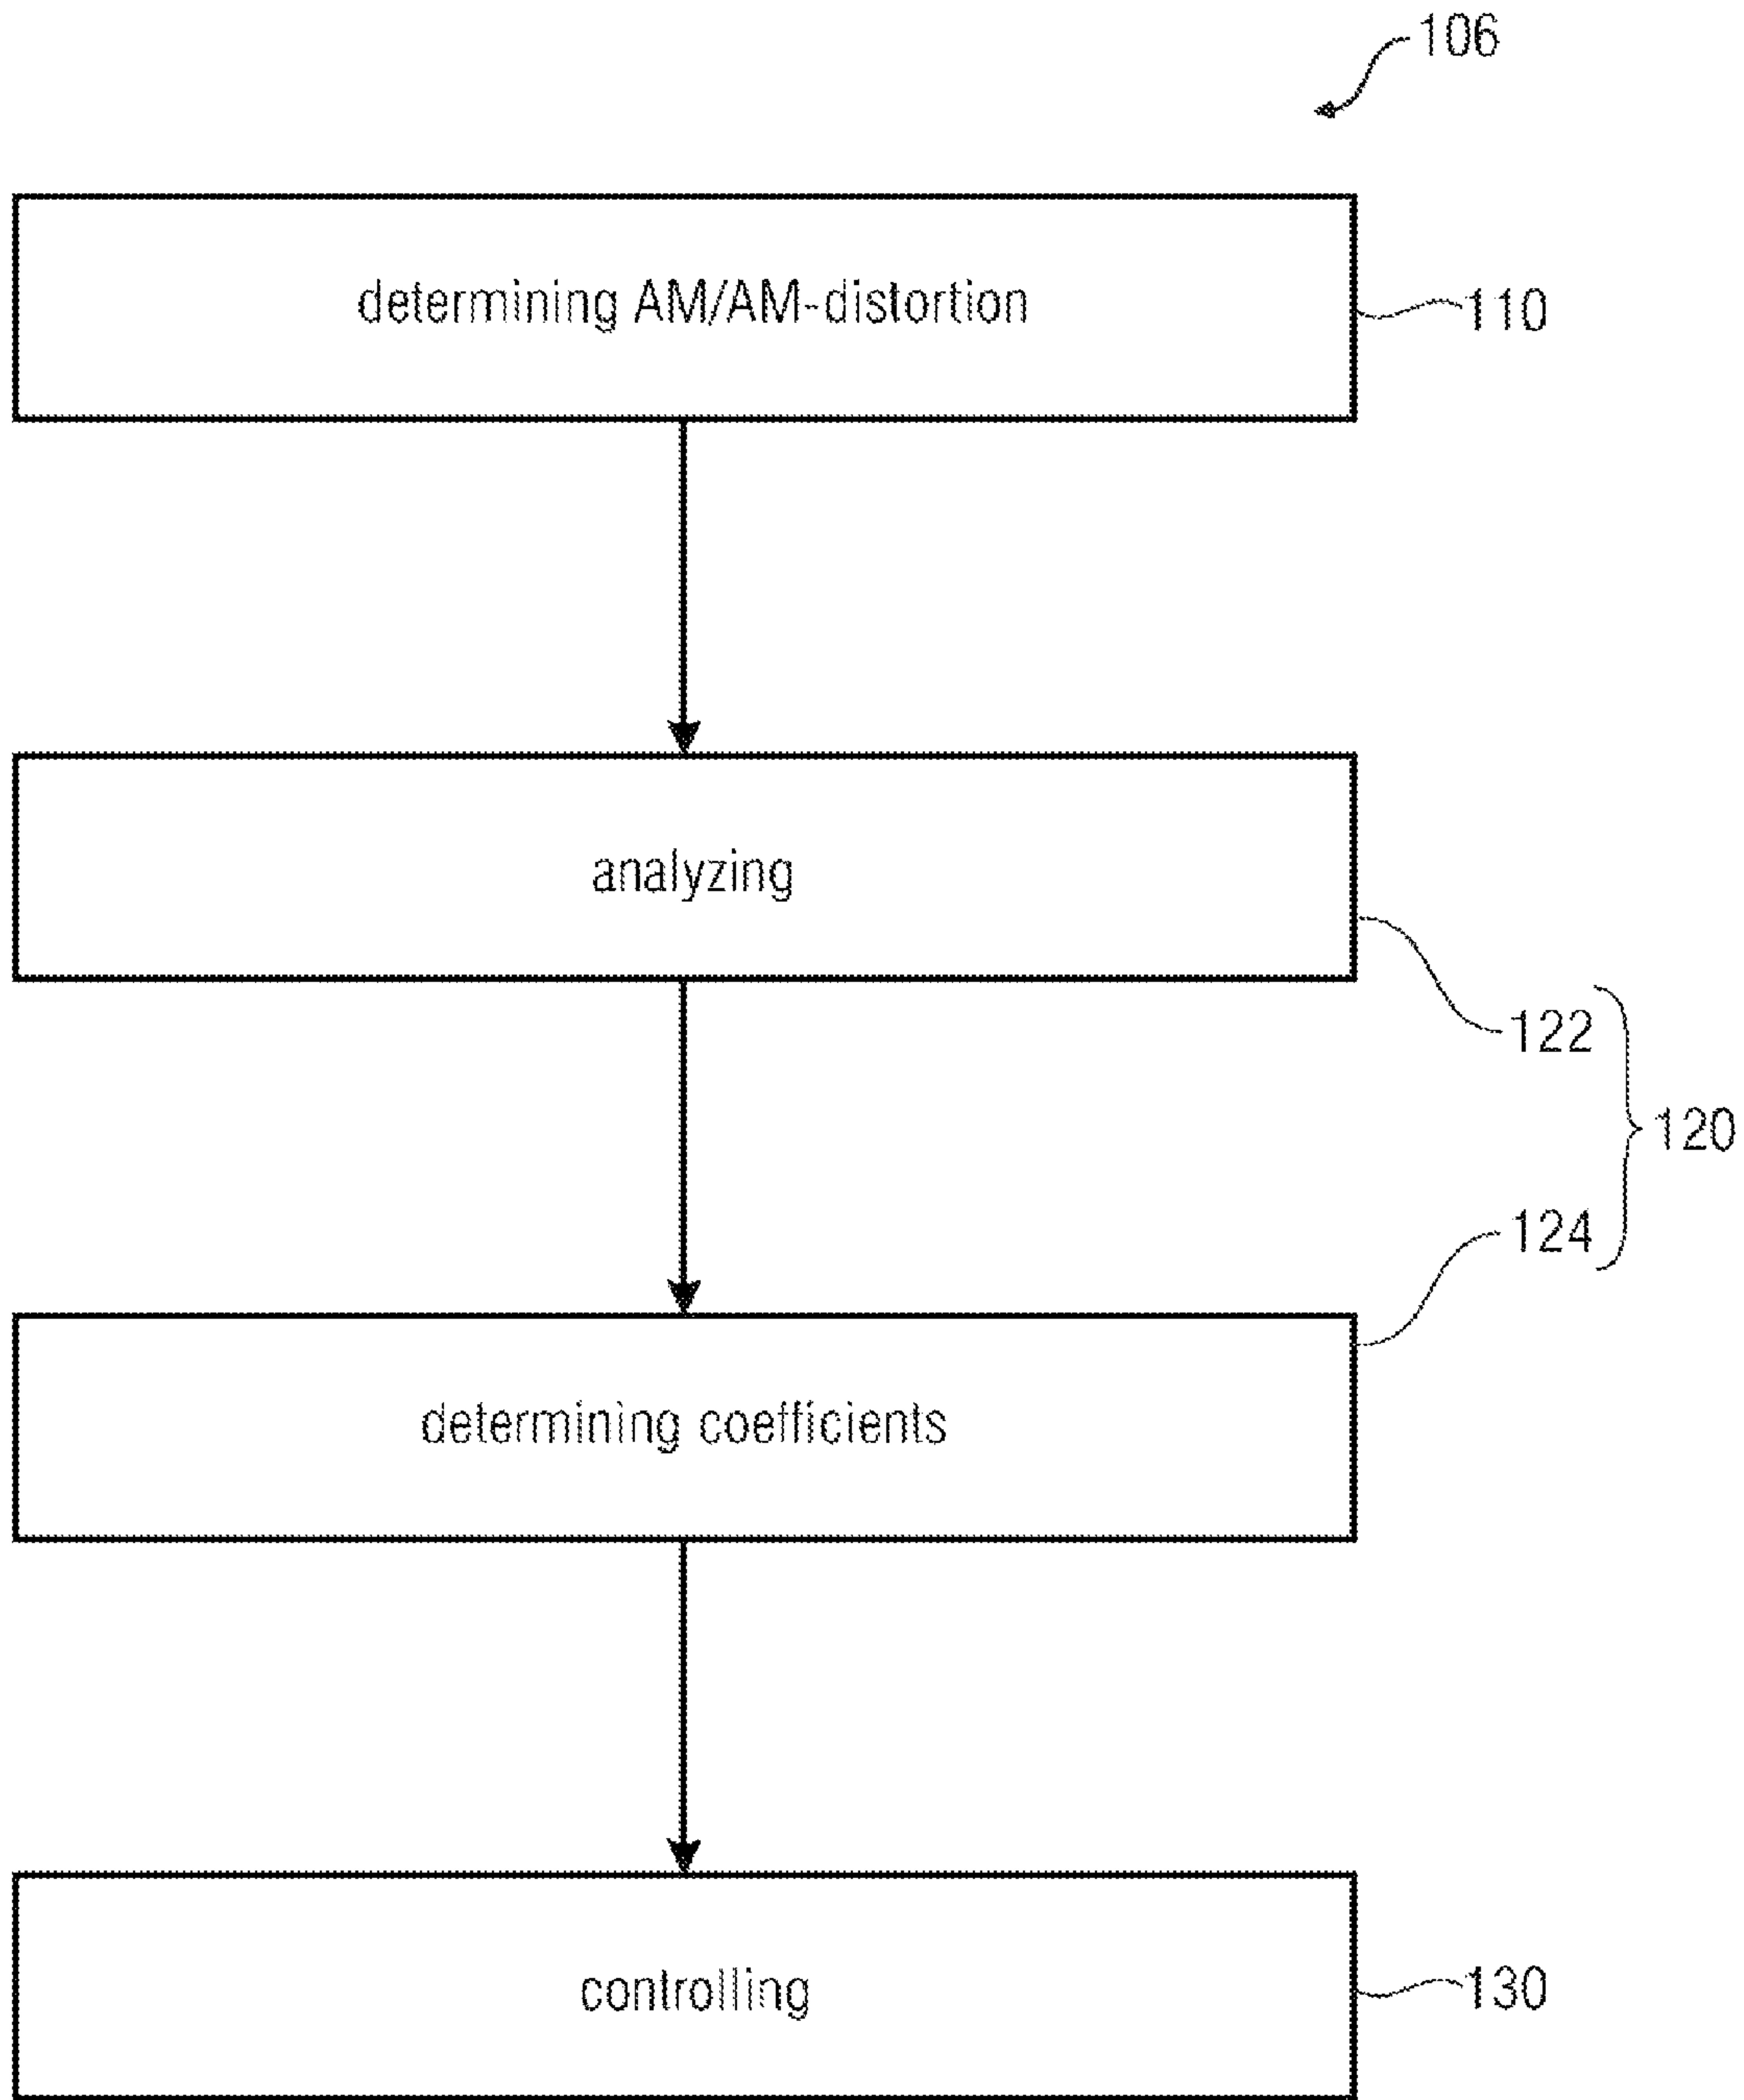 106
determining AM/AM-distortion
110
analyzing
122
120
124
determining coefficients
controlling
130